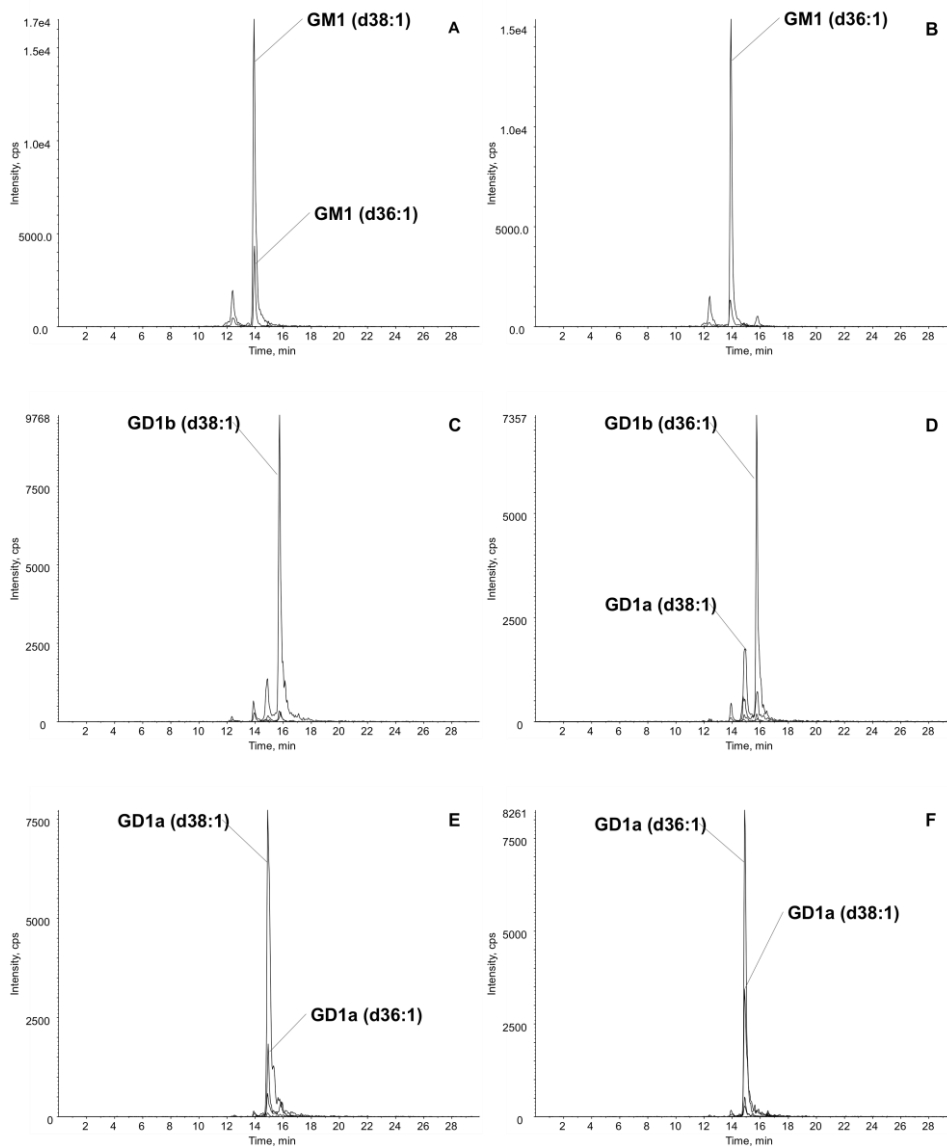 GM1 (d38:1)
A
1.7e4
1.5e4
1.0e4
5000.0
0.0
Intensity, cps
GM1 (d36:1)
2 4 6 8 10 12 14 16 18 20 22 24 26 28
Time, min
GM1 (d36:1)
B
1.5e4
1.0e4
5000.0
0.0
Intensity, cps
2 4 6 8 10 12 14 16 18 20 22 24 26 28
Time, min
GD1b (d38:1)
C
9768
7500
5000
2500
0
Intensity, cps
2 4 6 8 10 12 14 16 18 20 22 24 26 28
Time, min
GD1b (d36:1)
D
7357
5000
2500
0
Intensity, cps
GD1a (d38:1)
2 4 6 8 10 12 14 16 18 20 22 24 26 28
Time, min
GD1a (d38:1)
E
7500
5000
2500
0
Intensity, cps
GD1a (d36:1)
2 4 6 8 10 12 14 16 18 20 22 24 26 28
Time, min
GD1a (d36:1)
F
8261
7500
5000
2500
0
Intensity, cps
GD1a (d38:1)
2 4 6 8 10 12 14 16 18 20 22 24 26 28
Time, min